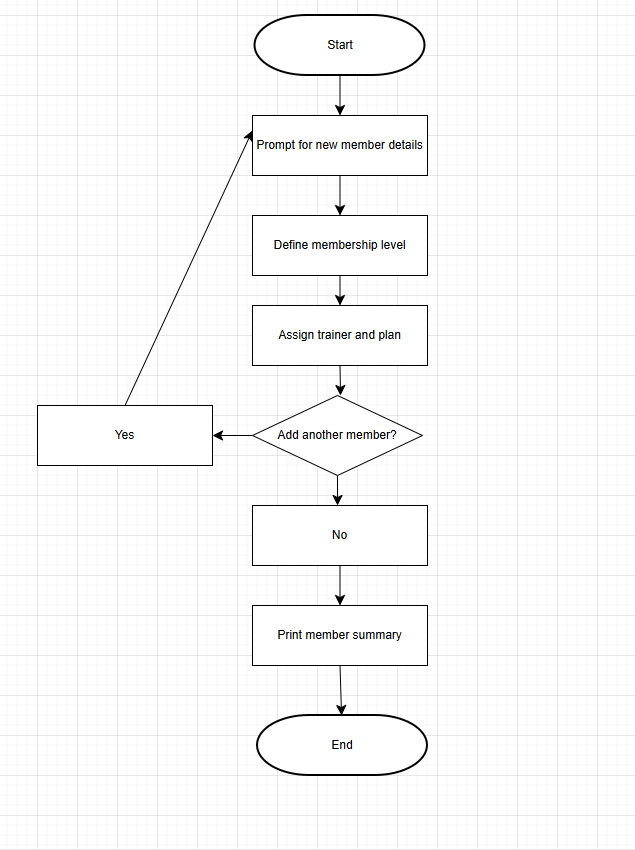 Start
Prompt for new member details
Define membership level
Assign trainer and plan
Add another member?
Yes
No
Print member summary
End